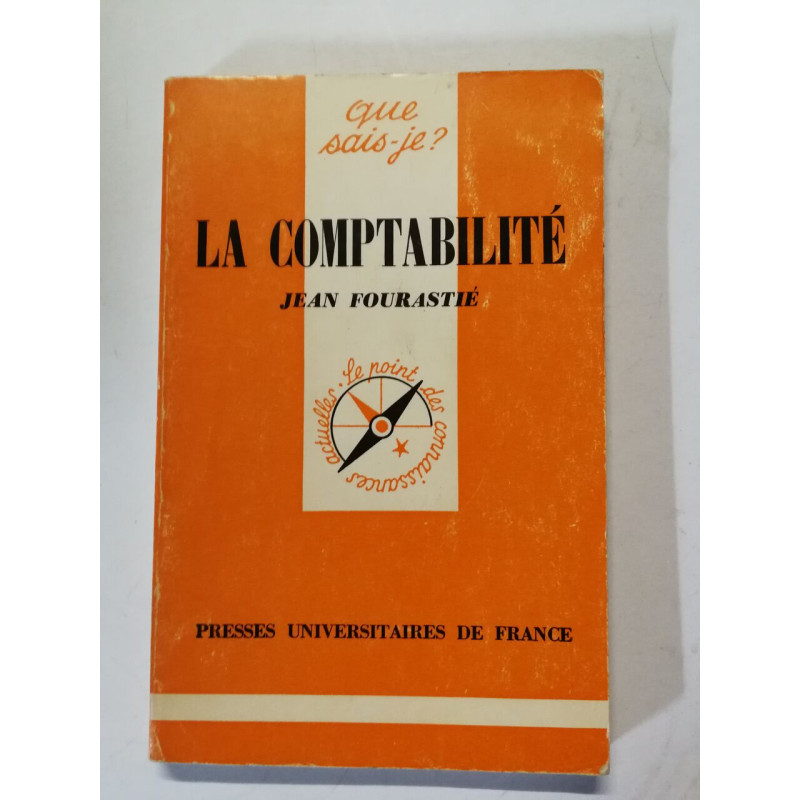 que
sais-je?
LA COMPTABILITÉ
JEAN FOURASTIÉ
Le point des connaissances actuelles.
PRESSES UNIVERSITAIRES DE FRANCE